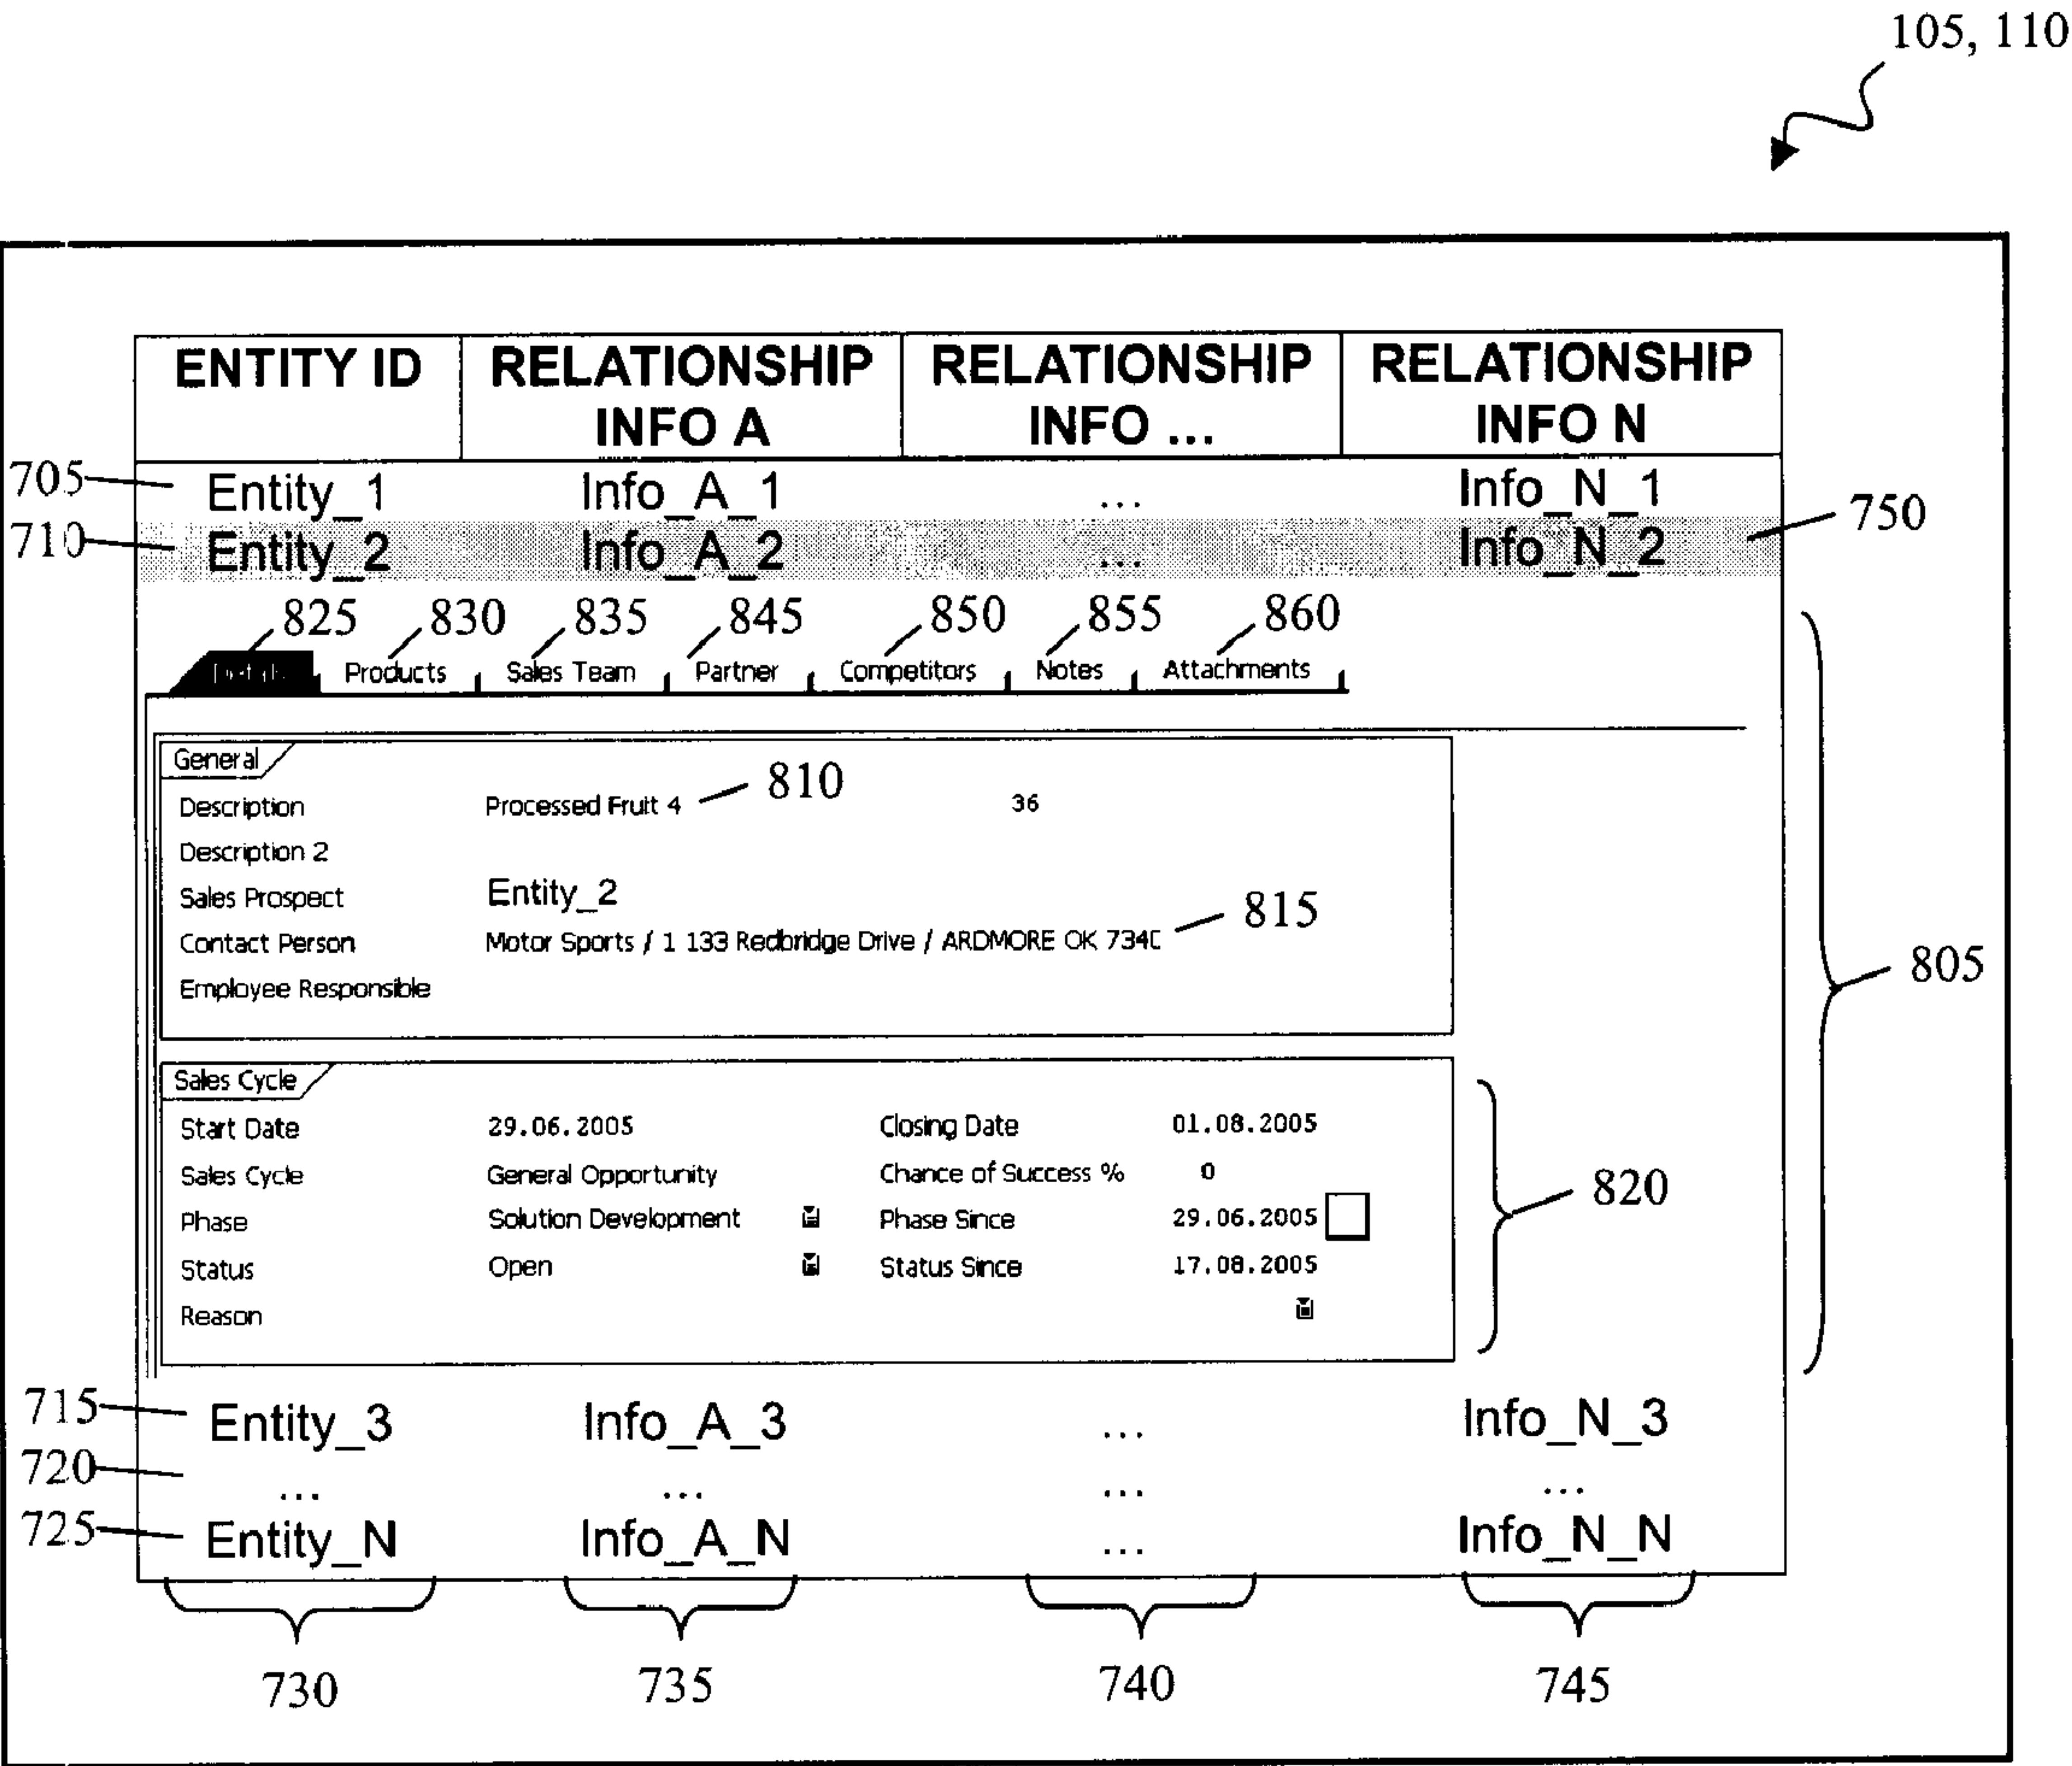 105, 110
ENTITY ID RELATIONSHIP INFO A RELATIONSHIP INFO ... RELATIONSHIP INFO N
705 Entity_1 Info_A_1 ... Info_N_1
710 Entity_2 Info_A_2 ... Info_N_2 750
825 830 835 845 850 855 860
Products Sales Team Partner Competitors Notes Attachments
General
Description Processed Fruit 4 810 36
Description 2
Sales Prospect Entity_2
Contact Person Motor Sports / 1 133 Redbridge Drive / ARDMORE OK 815
Employee Responsible
805
Sales Cycle
Start Date 29.06.2005 Closing Date 01.08.2005
Sales Cycle General Opportunity Chance of Success % 0
Phase Solution Development Phase Since 29.06.2005
820
Status Open Status Since 17.08.2005
Reason
715 Entity_3 Info_A_3 ... Info_N_3
720 ... ... ... ...
725 Entity_N Info_A_N ... Info_N_N
730 735 740 745